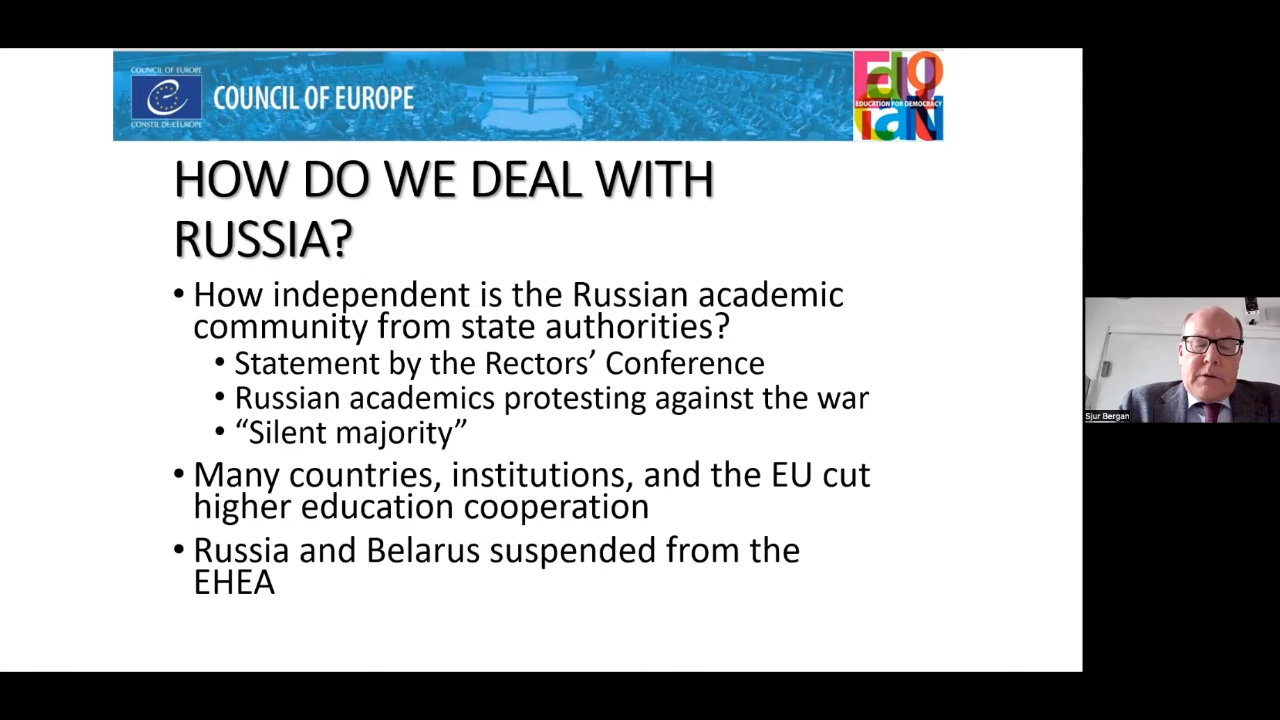 COUNCIL OF EUROPE
CONSEIL DE L'EUROPE
COUNCIL OF EUROPE
EDUCATION FOR DEMOCRACY
HOW DO WE DEAL WITH
RUSSIA?
• How independent is the Russian academic
community from state authorities?
• Statement by the Rectors’ Conference
• Russian academics protesting against the war
• “Silent majority”
• Many countries, institutions, and the EU cut
higher education cooperation
• Russia and Belarus suspended from the
EHEA
Sjur Bergan